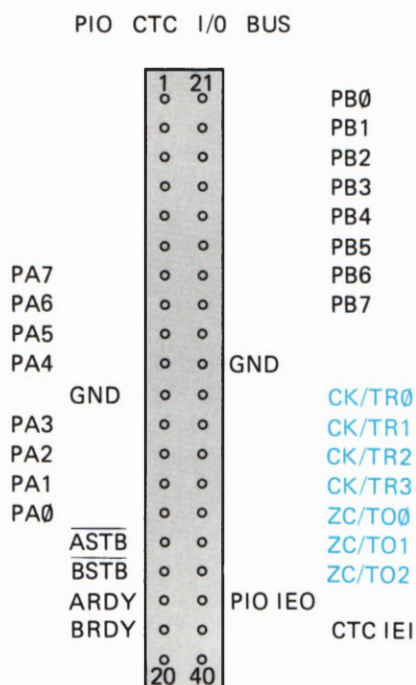 PIO CTC I/0 BUS
1 21
PBØ
PB1
PB2
PB3
PB4
PB5
PA7 PB6
PA6 PB7
PA5
PA4 GND
GND CK/TRØ
PA3 CK/TR1
PA2 CK/TR2
PA1 CK/TR3
PAØ ZC/TOØ
ASTB ZC/TO1
BSTB ZC/TO2
ARDY PIO IEO
BRDY CTC IEI
20 40